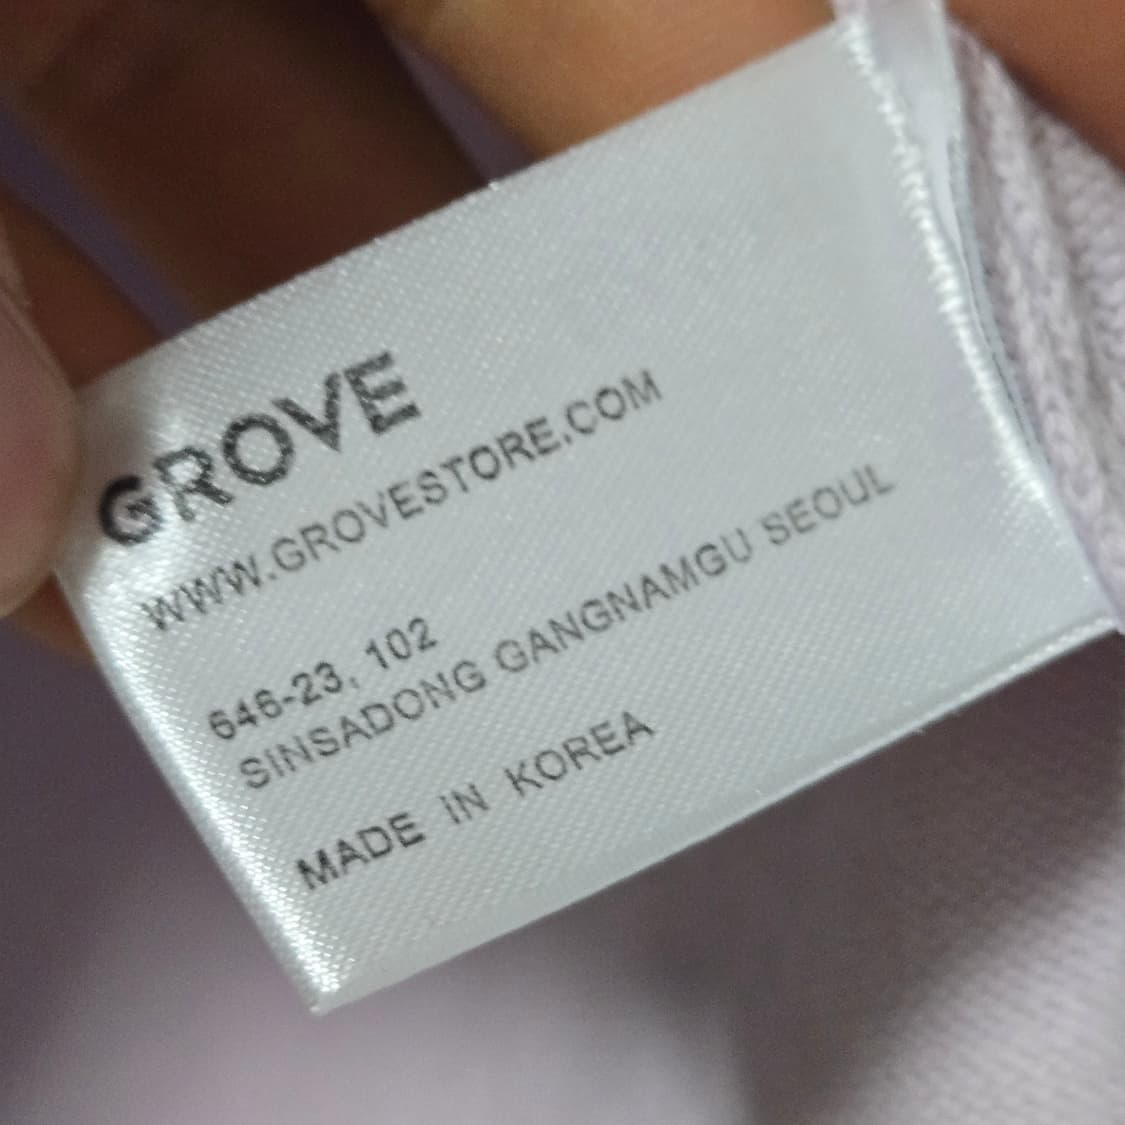 GROVE
WWW.GROVESTORE.COM
646-23, 102
SINSADONG GANGNAMGU SEOUL
MADE IN KOREA